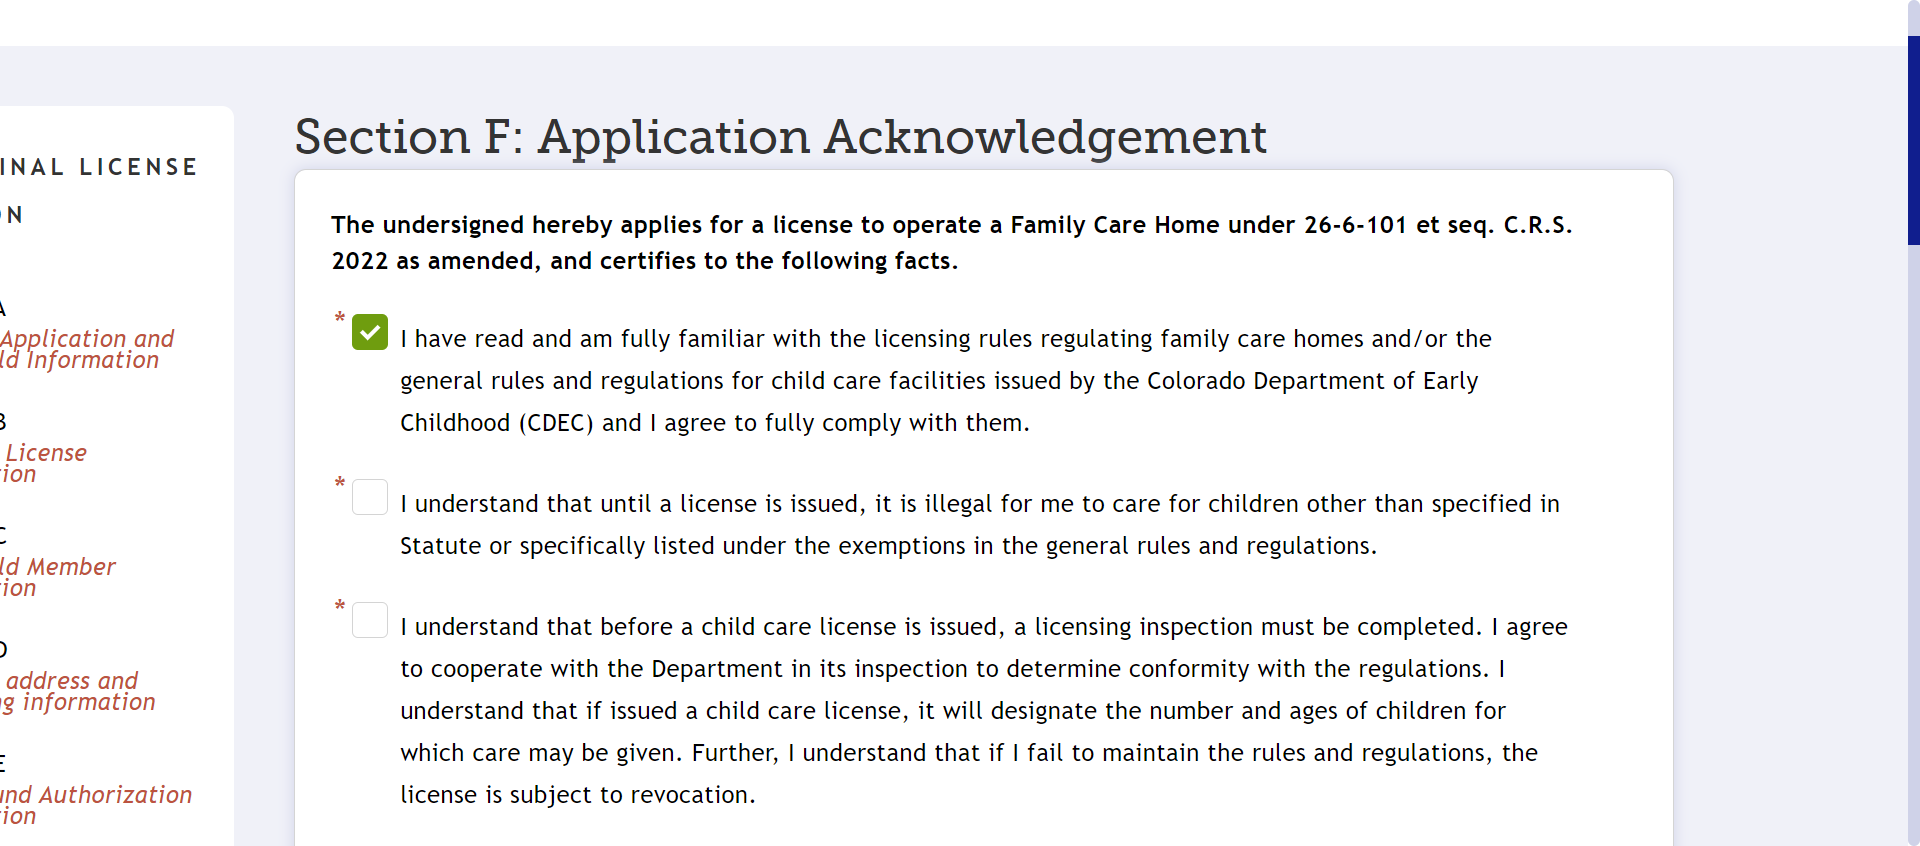 INAL LICENSE
ON
A
Application and
ld Information
B
License
tion
C
ld Member
tion
D
address and
ng information
E
und Authorization
tion
Section F: Application Acknowledgement
The undersigned hereby applies for a license to operate a Family Care Home under 26-6-101 et seq. C.R.S.
2022 as amended, and certifies to the following facts.
* I have read and am fully familiar with the licensing rules regulating family care homes and/or the
general rules and regulations for child care facilities issued by the Colorado Department of Early
Childhood (CDEC) and I agree to fully comply with them.
* I understand that until a license is issued, it is illegal for me to care for children other than specified in
Statute or specifically listed under the exemptions in the general rules and regulations.
* I understand that before a child care license is issued, a licensing inspection must be completed. I agree
to cooperate with the Department in its inspection to determine conformity with the regulations. I
understand that if issued a child care license, it will designate the number and ages of children for
which care may be given. Further, I understand that if I fail to maintain the rules and regulations, the
license is subject to revocation.